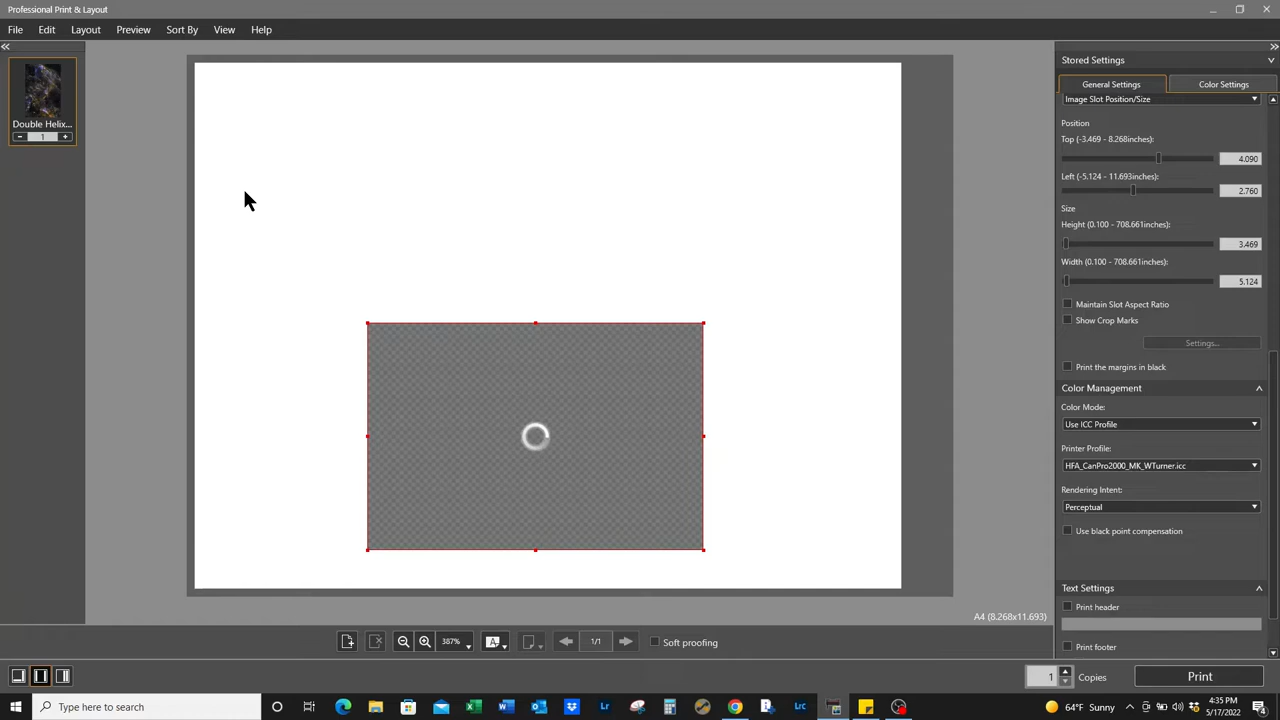 Professional Print & Layout
File Edit Layout Preview Sort By View Help
Double Helix...
1
Stored Settings
General Settings Color Settings
Image Slot Position/Size
Position
Top (-3.469 - 8.268inches):
4.090
Left (-5.124 - 11.693inches):
2.760
Size
Height (0.100 - 708.661inches):
3.469
Width (0.100 - 708.661inches):
5.124
Maintain Slot Aspect Ratio
Show Crop Marks
Settings...
Print the margins in black
Color Management
Color Mode:
Use ICC Profile
Printer Profile:
HFA_CanPro2000_MK_WTurner.icc
Rendering Intent:
Perceptual
Use black point compensation
Text Settings
Print header
Print footer
A4 (8.268x11.693)
387% A 1/1 Soft proofing
1 Copies Print
Type here to search
Lr
Lrc
64°F Sunny
4:35 PM
5/17/2022